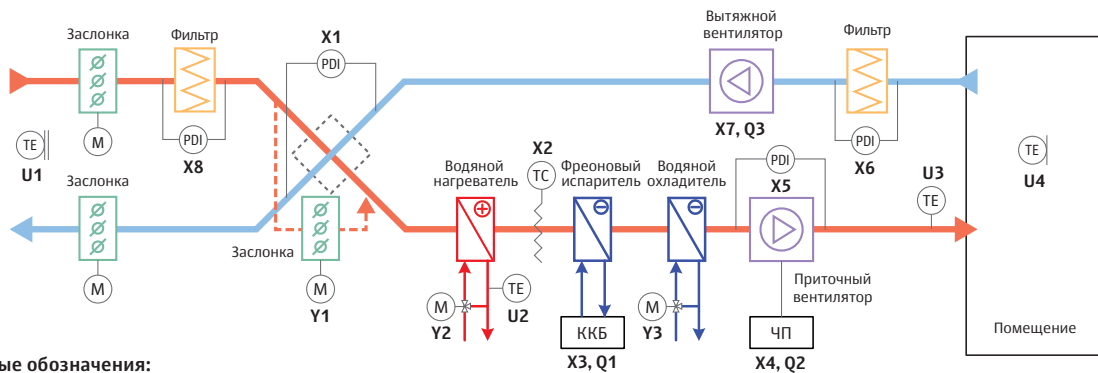 Заслонка
Фильтр
X1
PDI
Вытяжной
вентилятор
Фильтр
TE
U1
M
PDI
X8
X7, Q3
PDI
X6
TE
U4
Заслонка
M
Заслонка
M
Y1
Водяной
нагреватель
X2
TC
Фреоновый
испаритель
Водяной
охладитель
PDI
X5
U3
TE
M
Y2
TE
U2
ККБ
X3, Q1
M
Y3
Приточный
вентилятор
ЧП
X4, Q2
Помещение
ые обозначения: